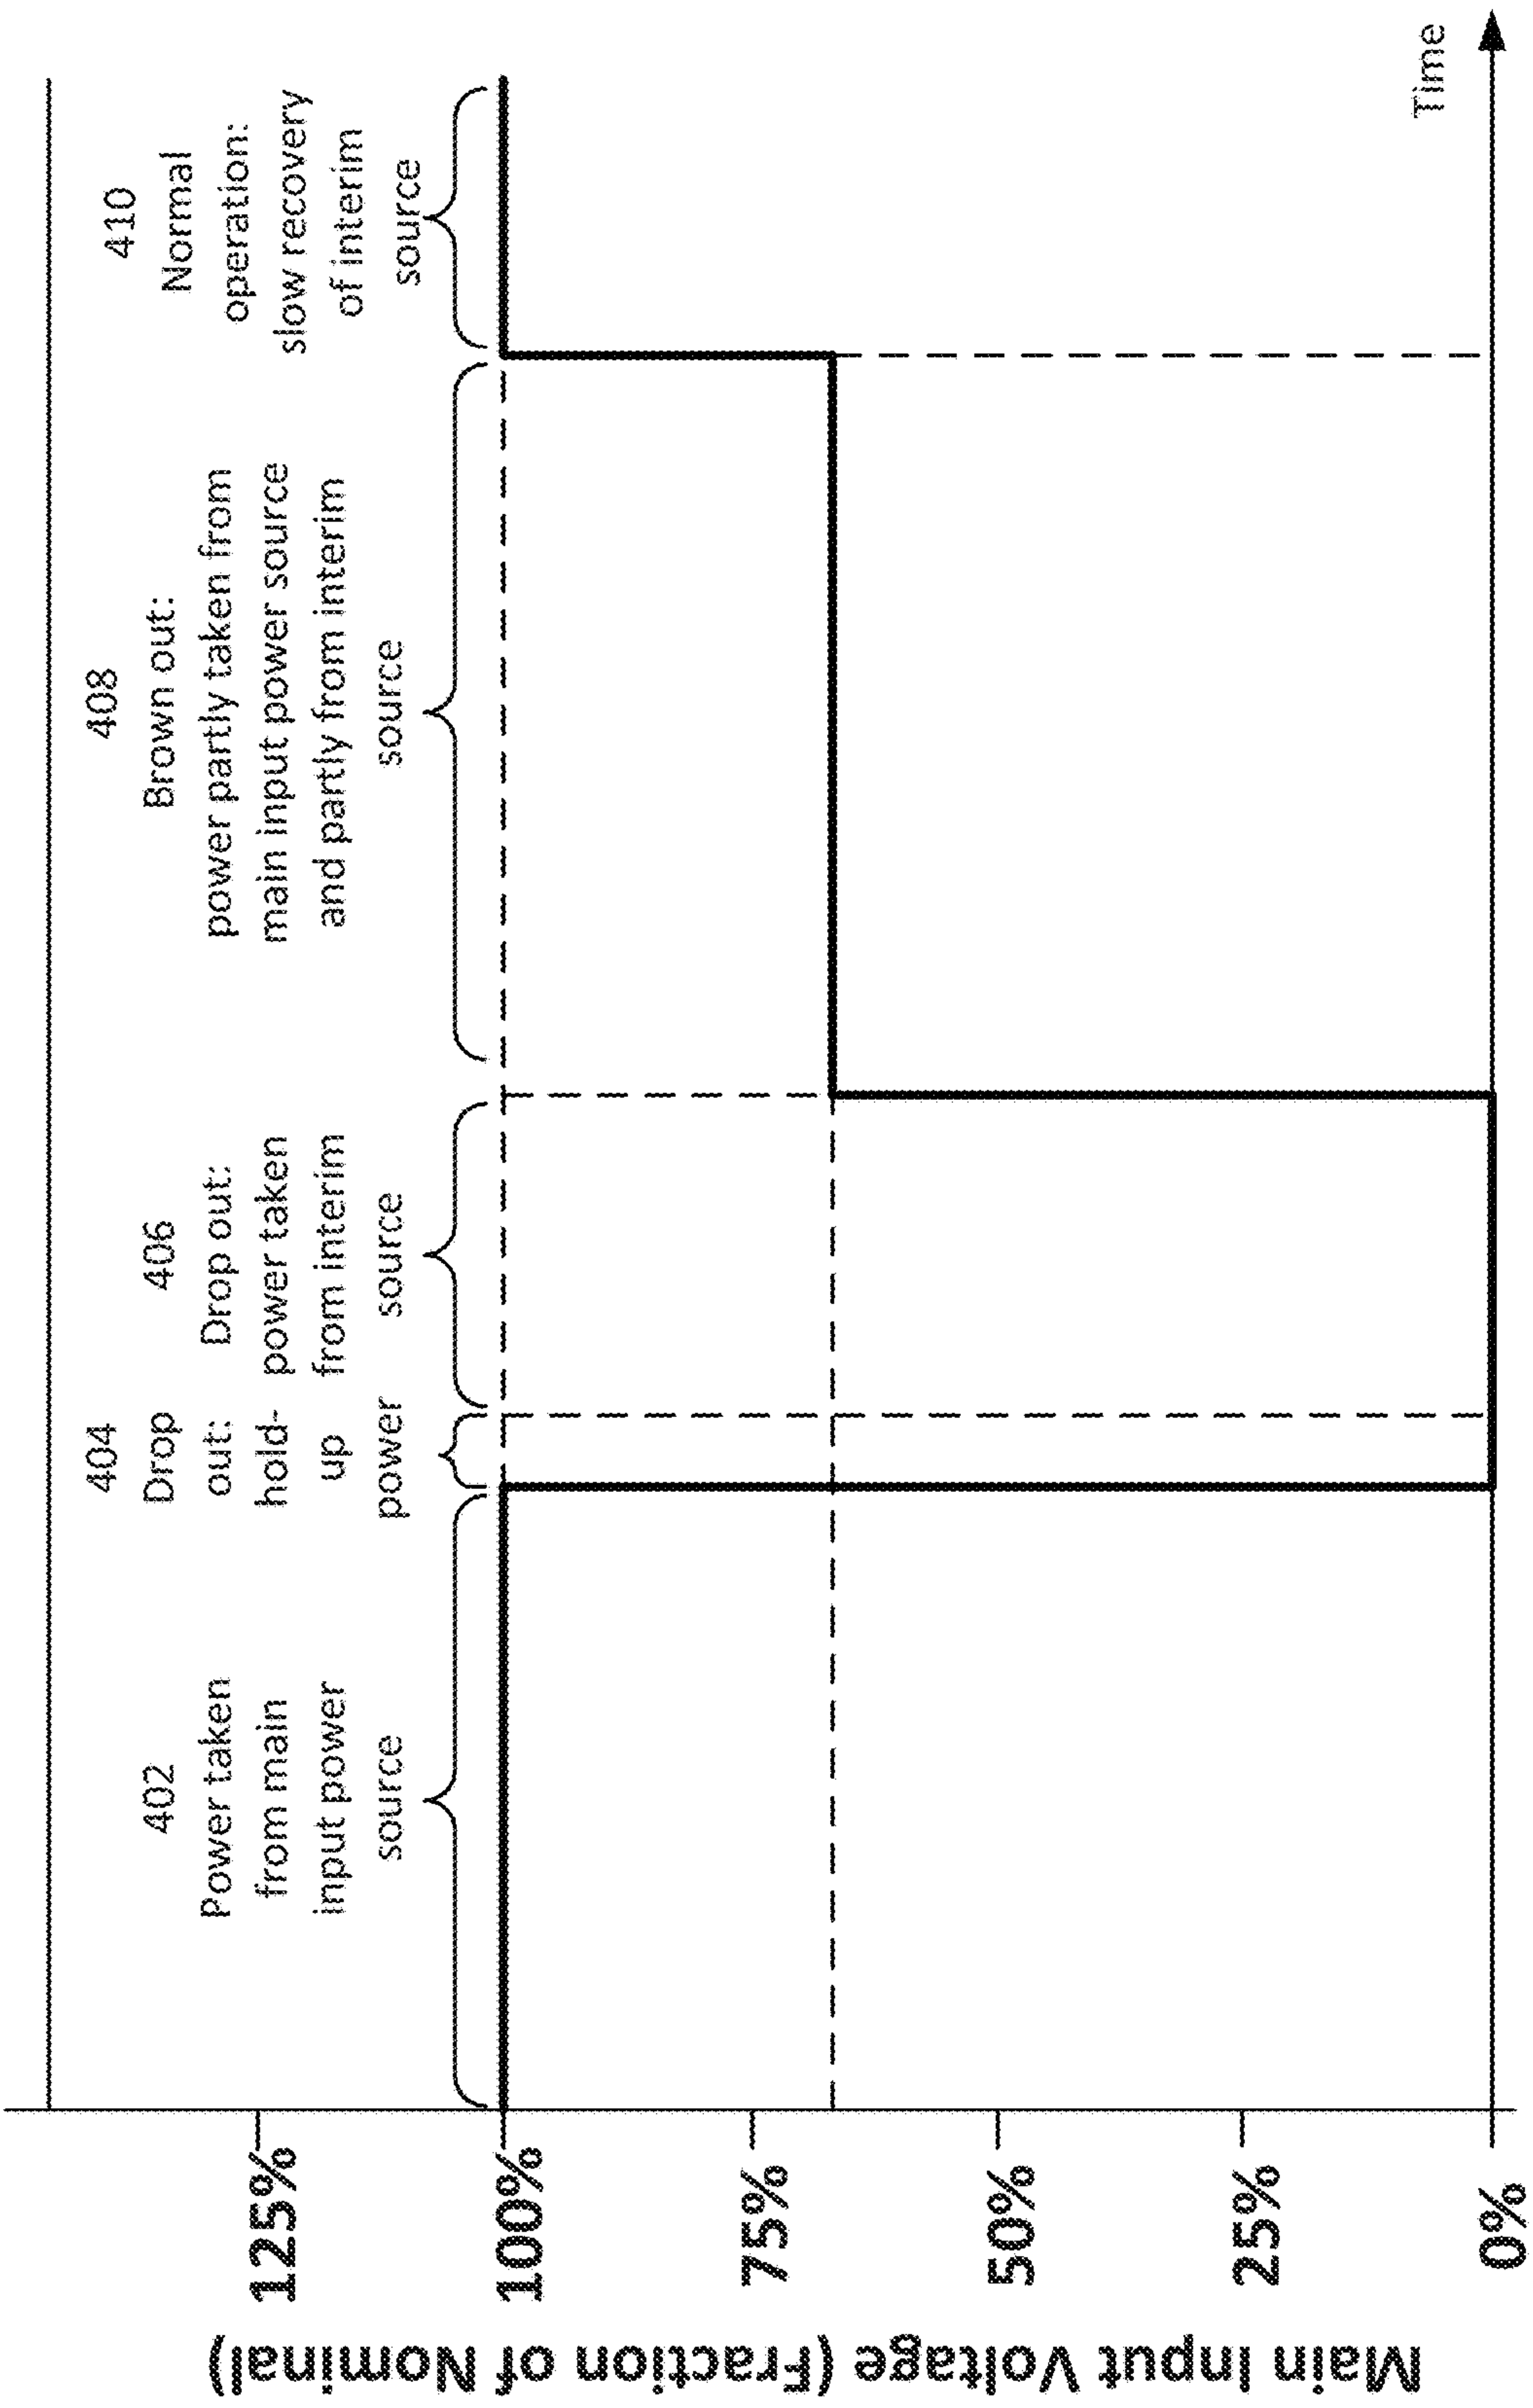 Main Input Voltage (Fraction of Nominal)
125%
100%
75%
50%
25%
0%
402
Power taken
from main
input power
source
404
Drop
out:
hold-
up
power
406
Drop out:
power taken
from interim
source
408
Brown out:
power partly taken from
main input power source
and partly from interim
source
410
Normal
operation:
slow recovery
of interim
source
Time